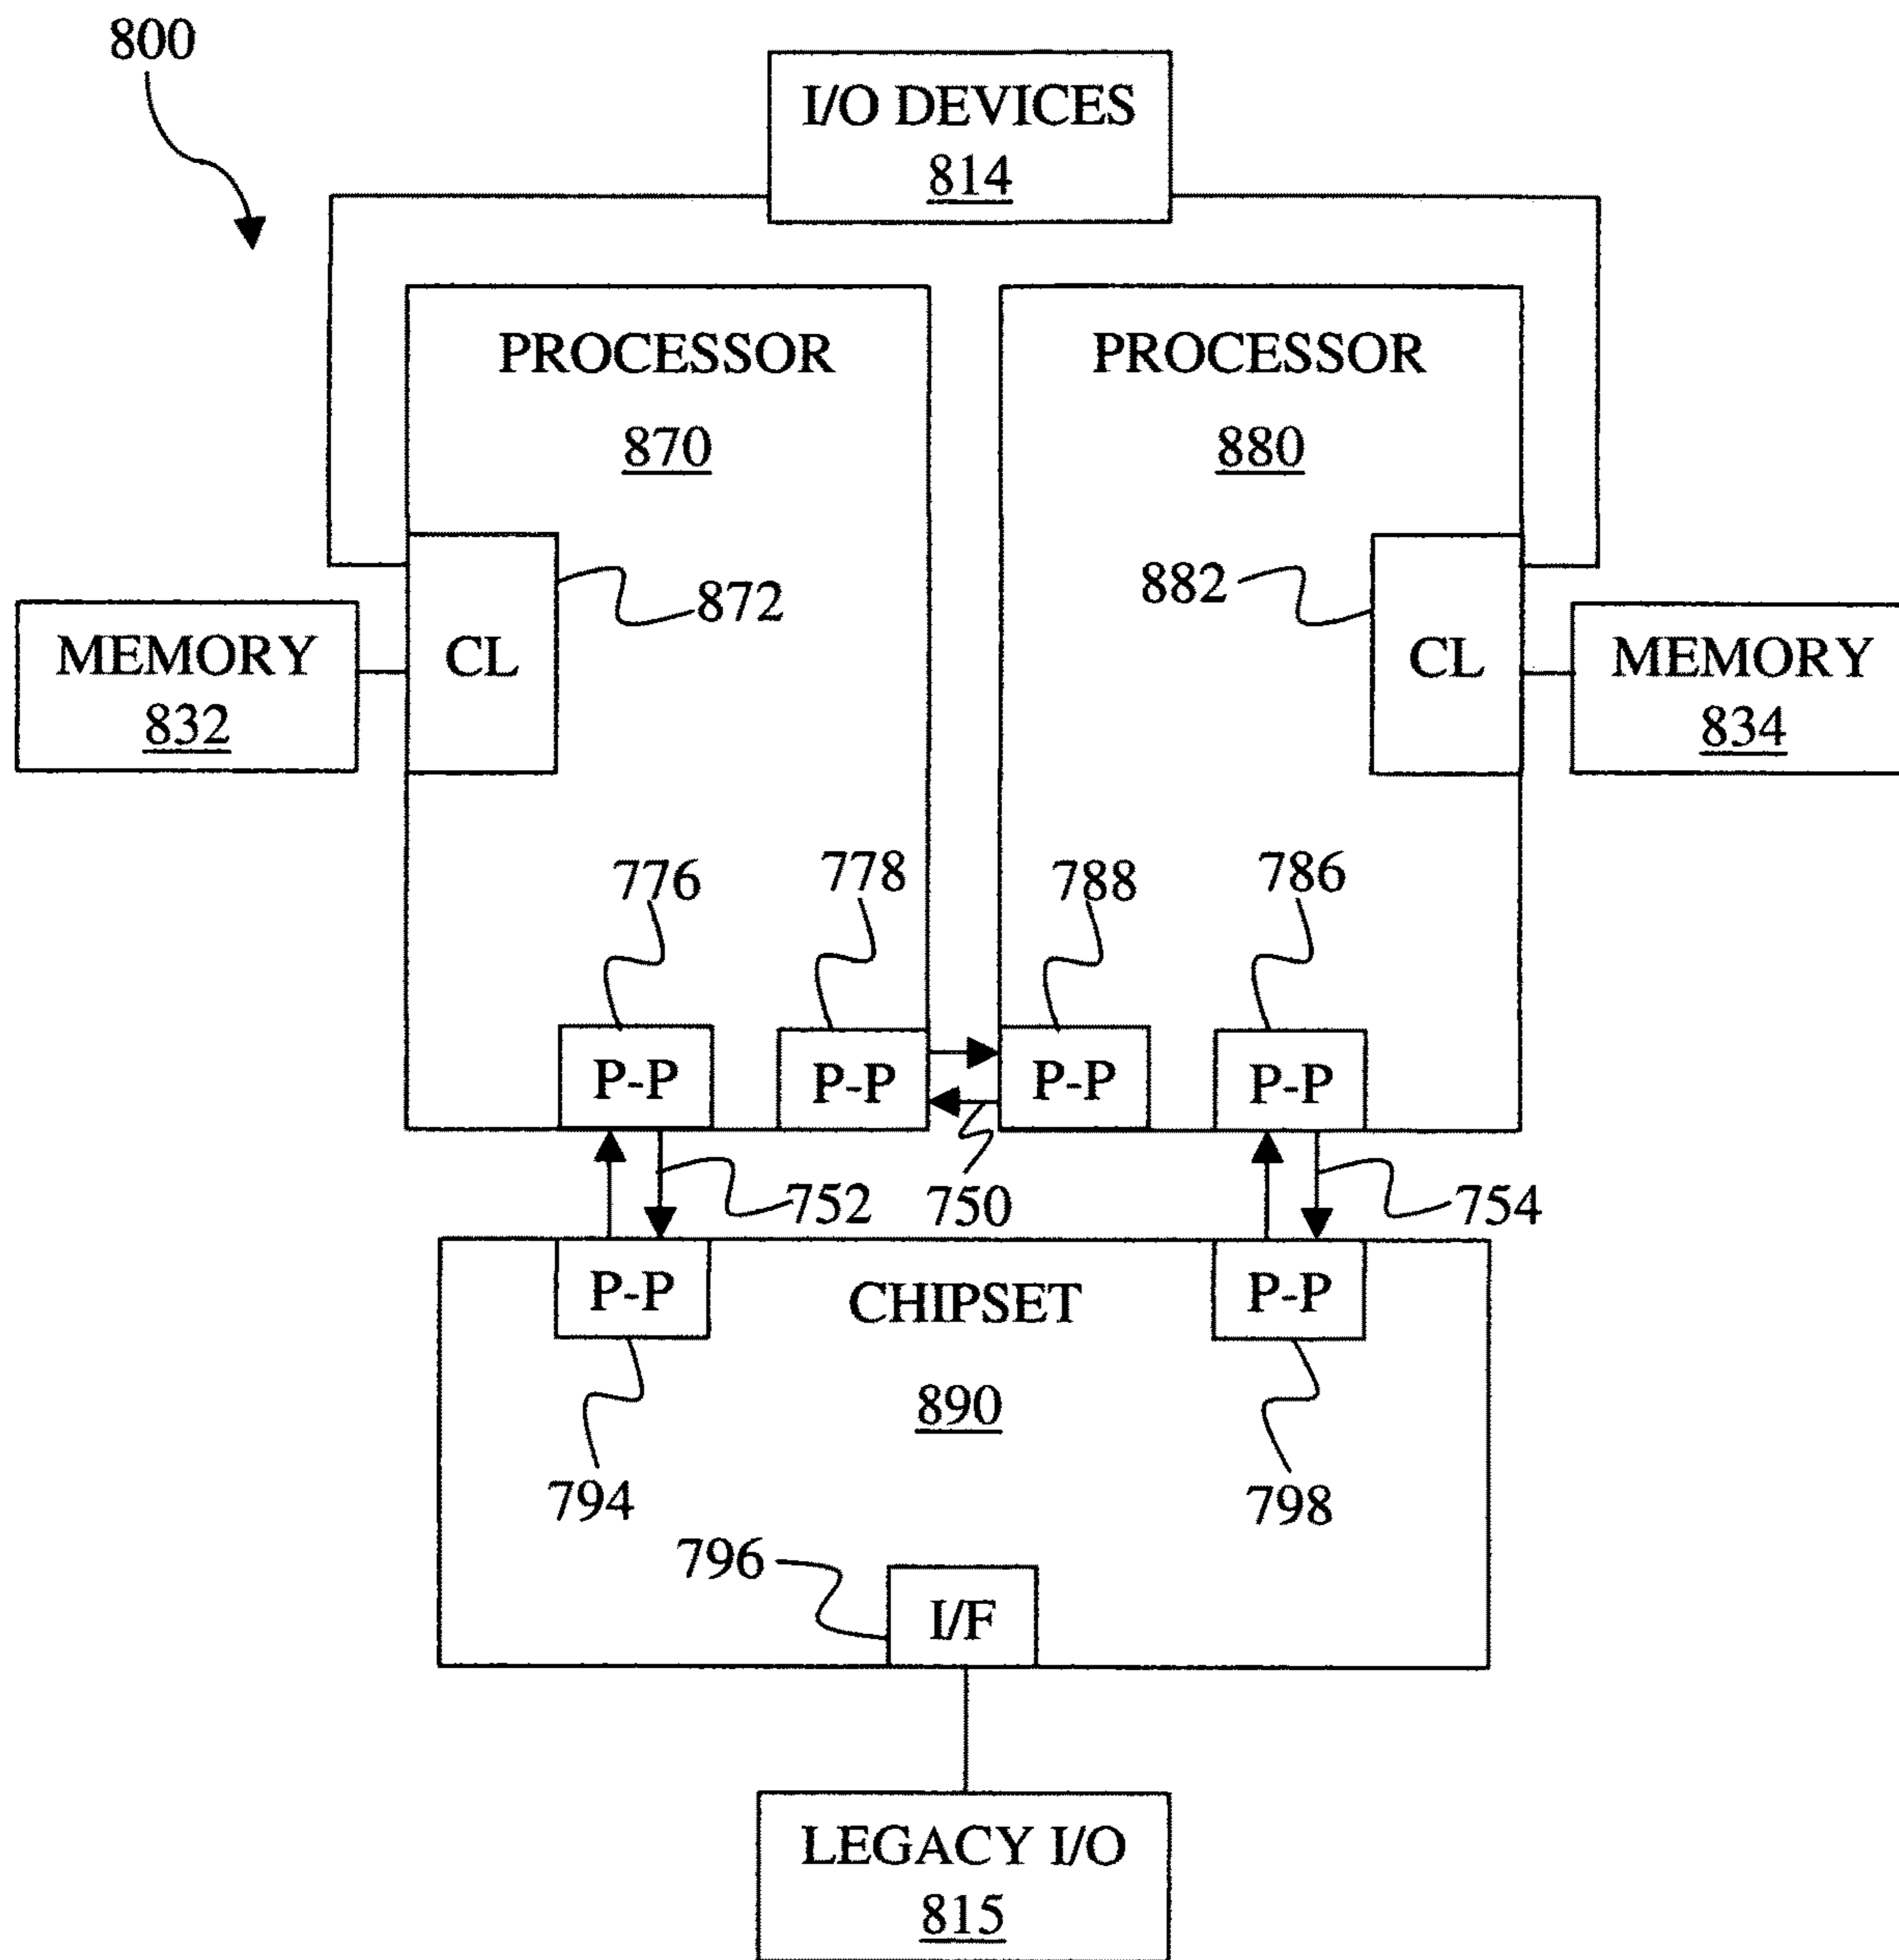 800
I/O DEVICES
814
PROCESSOR
870
PROCESSOR
880
872
882
MEMORY
832
CL
CL
MEMORY
834
776
778
788
786
P-P
P-P
P-P
P-P
752
750
754
P-P
CHIPSET
P-P
890
794
798
796
I/F
LEGACY I/O
815